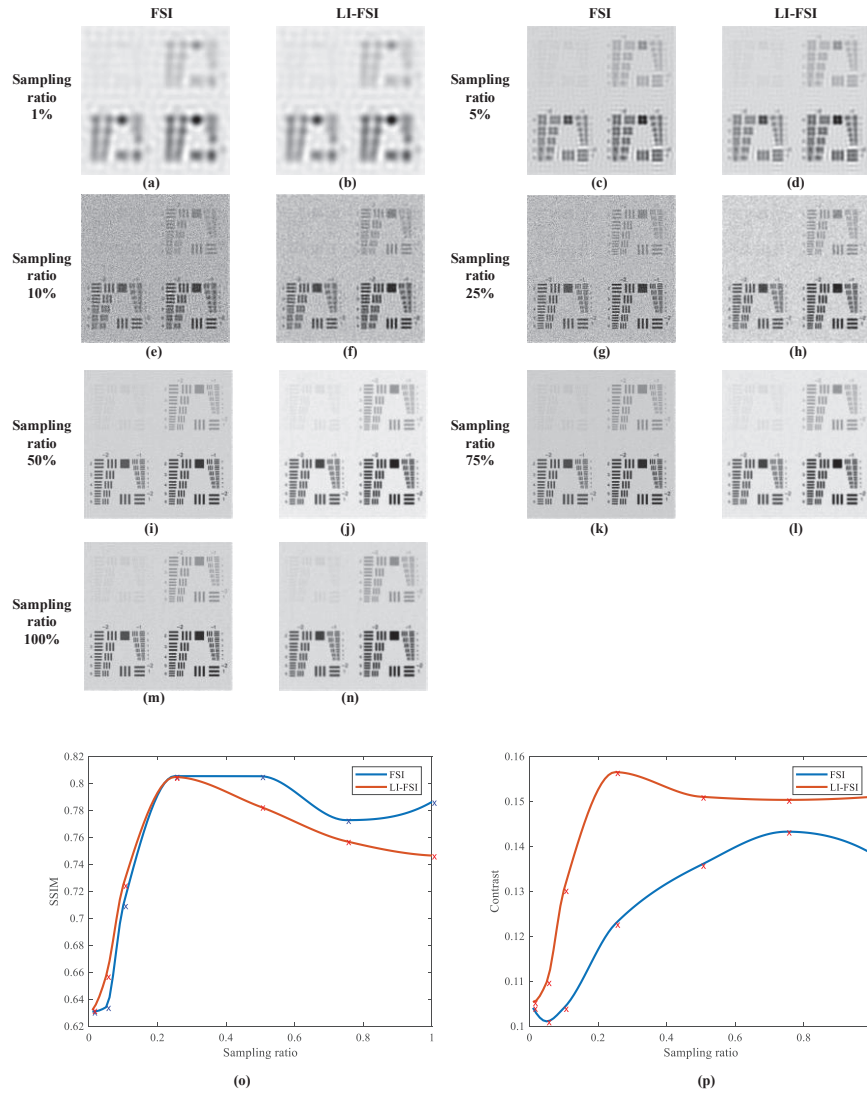 FSI LI-FSI FSI LI-FSI
Sampling
ratio
1%
Sampling
ratio
5%
(a) (b) (c) (d)
Sampling
ratio
10%
Sampling
ratio
25%
(e) (f) (g) (h)
Sampling
ratio
50%
Sampling
ratio
75%
(i) (j) (k) (l)
Sampling
ratio
100%
(m) (n)
0.82
0.8
0.78
0.76
0.74
0.72
0.7
0.68
0.66
0.64
0.62
SSIM
FSI
LI-FSI
0 0.2 0.4 0.6 0.8 1
Sampling ratio
(o)
0.16
0.15
0.14
0.13
0.12
0.11
0.1
Contrast
FSI
LI-FSI
0 0.2 0.4 0.6 0.8
Sampling ratio
(p)